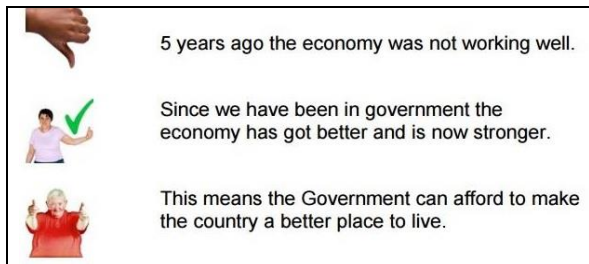 5 years ago the economy was not working well.
Since we have been in government the
economy has got better and is now stronger.
This means the Government can afford to make
the country a better place to live.